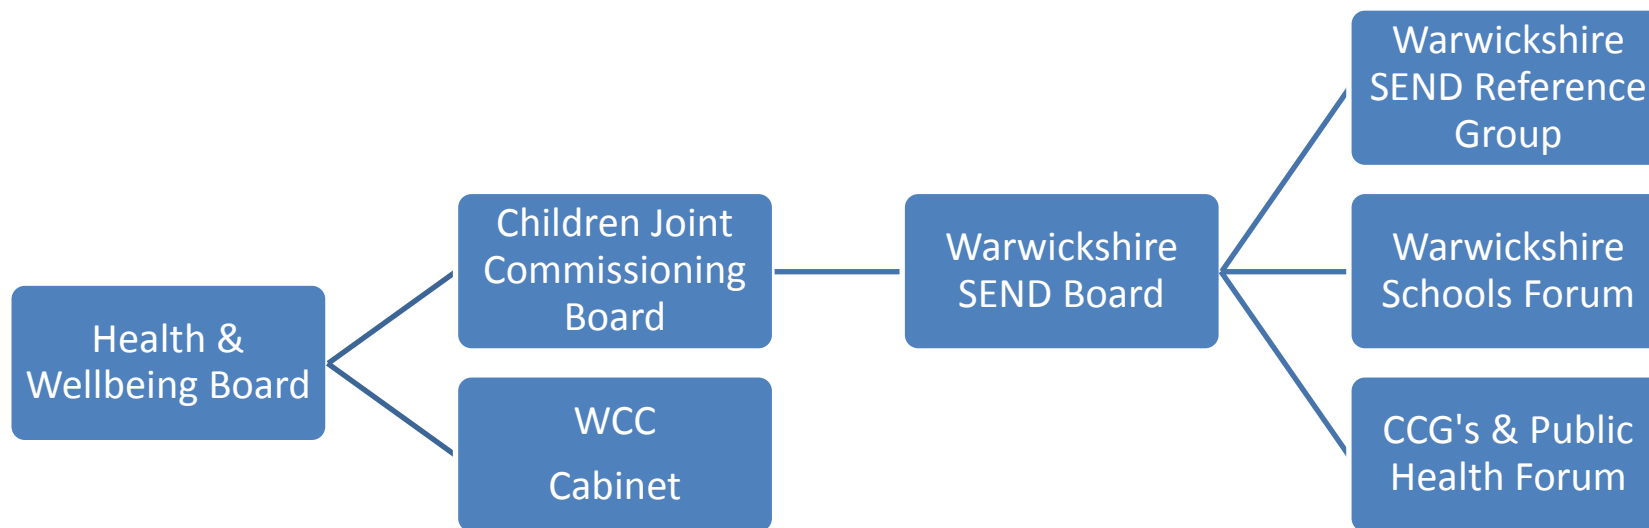 Health &
Wellbeing Board
Children Joint
Commissioning
Board
WCC
Cabinet
Warwickshire
SEND Board
Warwickshire
SEND Reference
Group
Warwickshire
Schools Forum
CCG's & Public
Health Forum